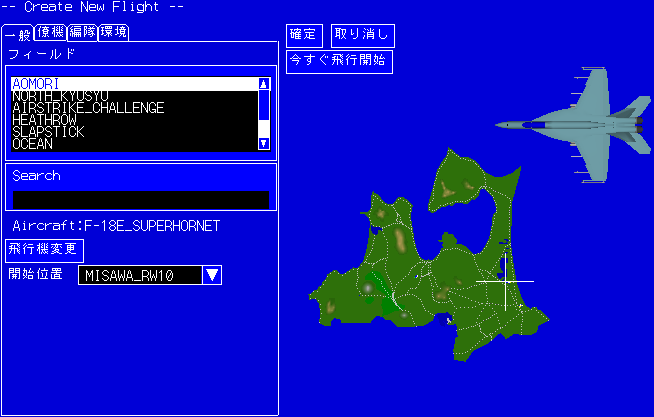 -- Create New Flight --
一般 僚機 編隊 環境
確定 取り消し
今すぐ飛行開始
フィールド
AOMORI
NORTH_KYUSYU
AIRSTRIKE_CHALLENGE
HEATHROW
SLAPSTICK
OCEAN
Search
Aircraft:F-18E_SUPERHORNET
飛行機変更
開始位置 MISAWA_RW10